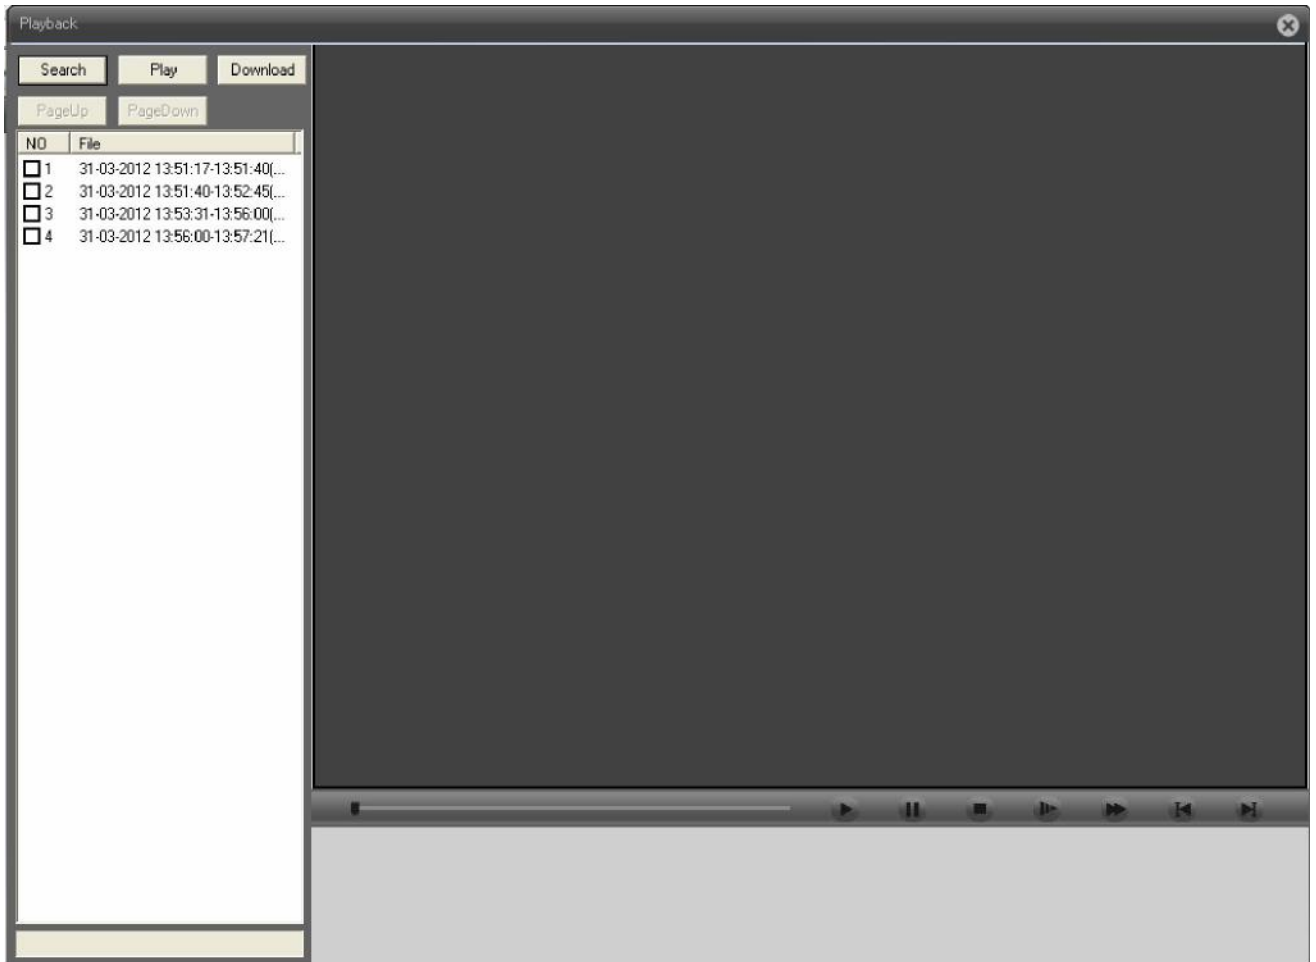 Playback
Search Play Download
PageUp PageDown
NO File
1 31-03-2012 13:51:17-13:51:40(...
2 31-03-2012 13:51:40-13:52:45(...
3 31-03-2012 13:53:31-13:56:00(...
4 31-03-2012 13:56:00-13:57:21(...